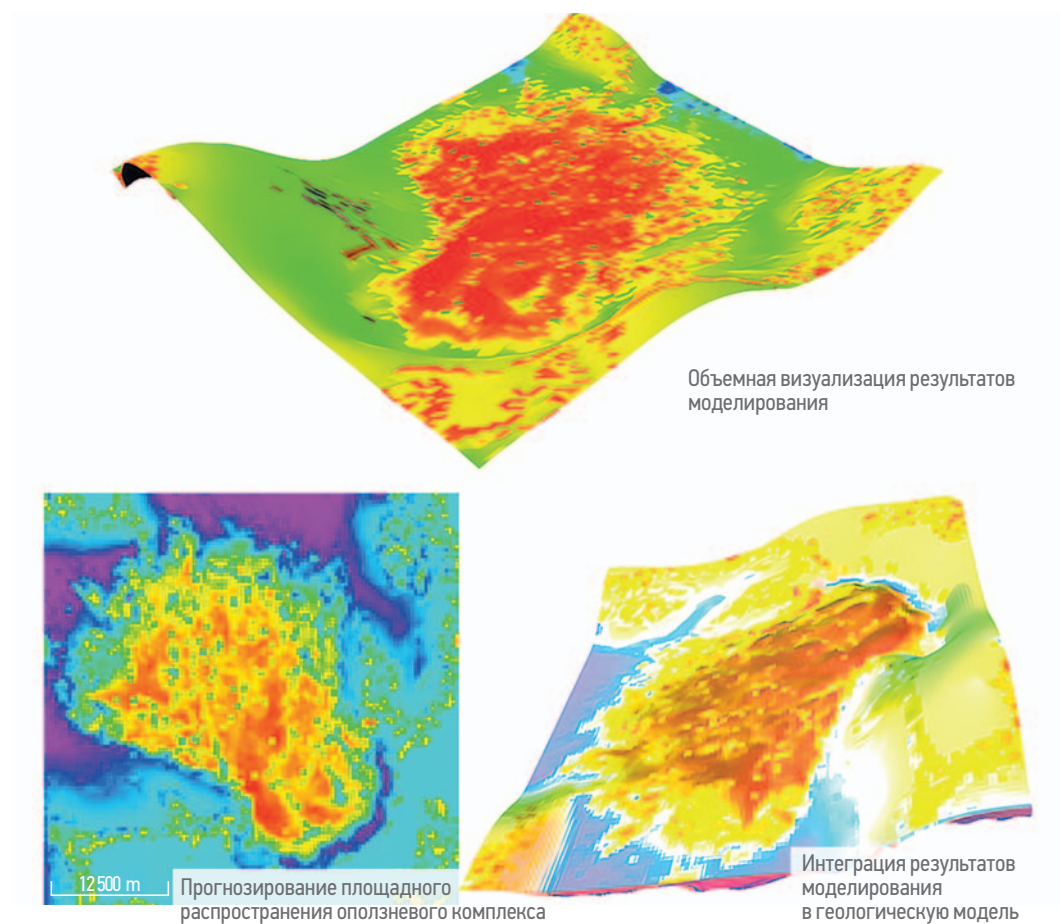 Объемная визуализация результатов
моделирования
12 500 m
Прогнозирование площадного
распространения оползневого комплекса
Интеграция результатов
моделирования
в геологическую модель